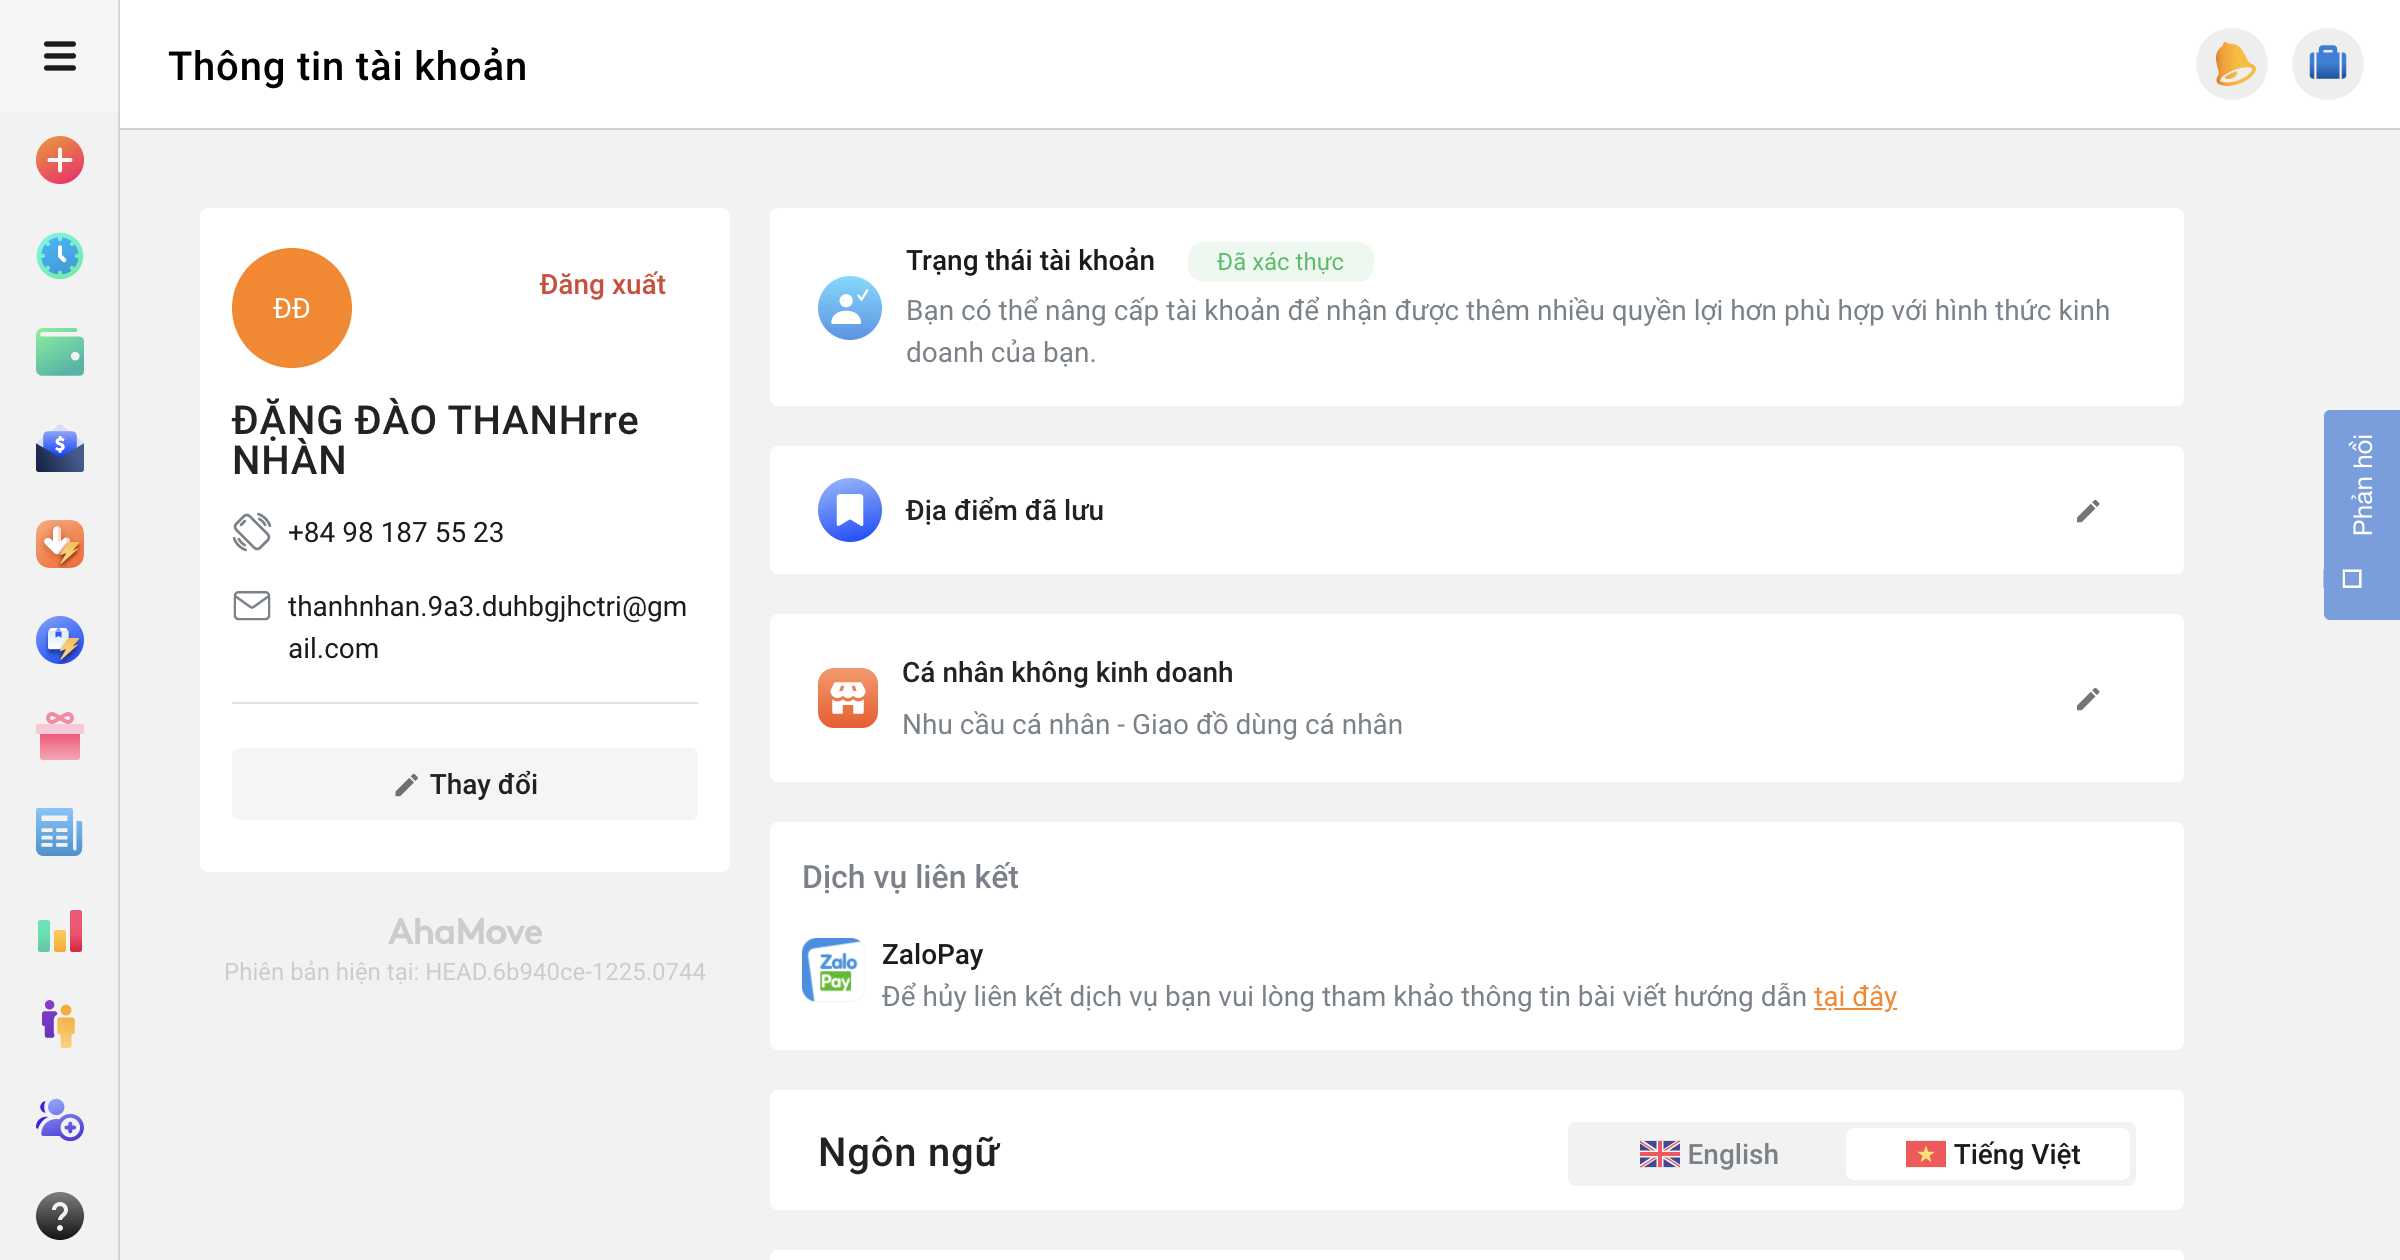 Thông tin tài khoản
ĐĐ
Đăng xuất
ĐẶNG ĐÀO THANHrre
NHÀN
+84 98 187 55 23
thanhnhan.9a3.duhbgjhctri@gm
ail.com
Thay đổi
AhaMove
Phiên bản hiện tại: HEAD.6b940ce-1225.0744
Trạng thái tài khoản
Đã xác thực
Bạn có thể nâng cấp tài khoản để nhận được thêm nhiều quyền lợi hơn phù hợp với hình thức kinh
doanh của bạn.
Địa điểm đã lưu
Cá nhân không kinh doanh
Nhu cầu cá nhân - Giao đồ dùng cá nhân
Dịch vụ liên kết
Zalo
Pay
ZaloPay
Để hủy liên kết dịch vụ bạn vui lòng tham khảo thông tin bài viết hướng dẫn tại đây
Ngôn ngữ
English
Tiếng Việt
Phản hồi